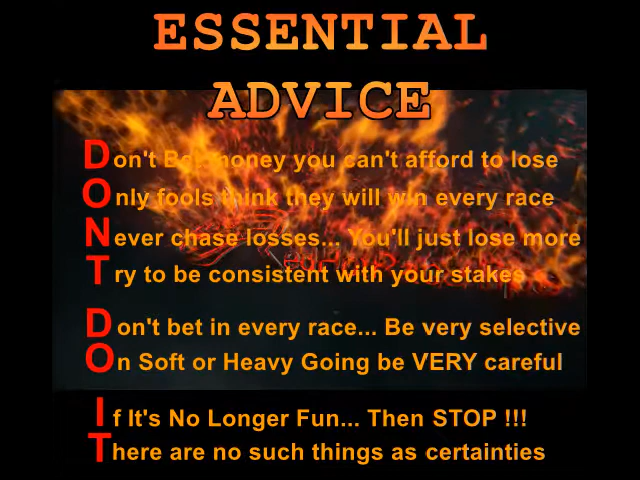 ESSENTIAL
ADVICE
Don't Bet money you can't afford to lose
Only fools think they will win every race
Never chase losses... You'll just lose more
Try to be consistent with your stakes
Don't bet in every race... Be very selective
On Soft or Heavy Going be VERY careful
If It's No Longer Fun... Then STOP !!!
There are no such things as certainties